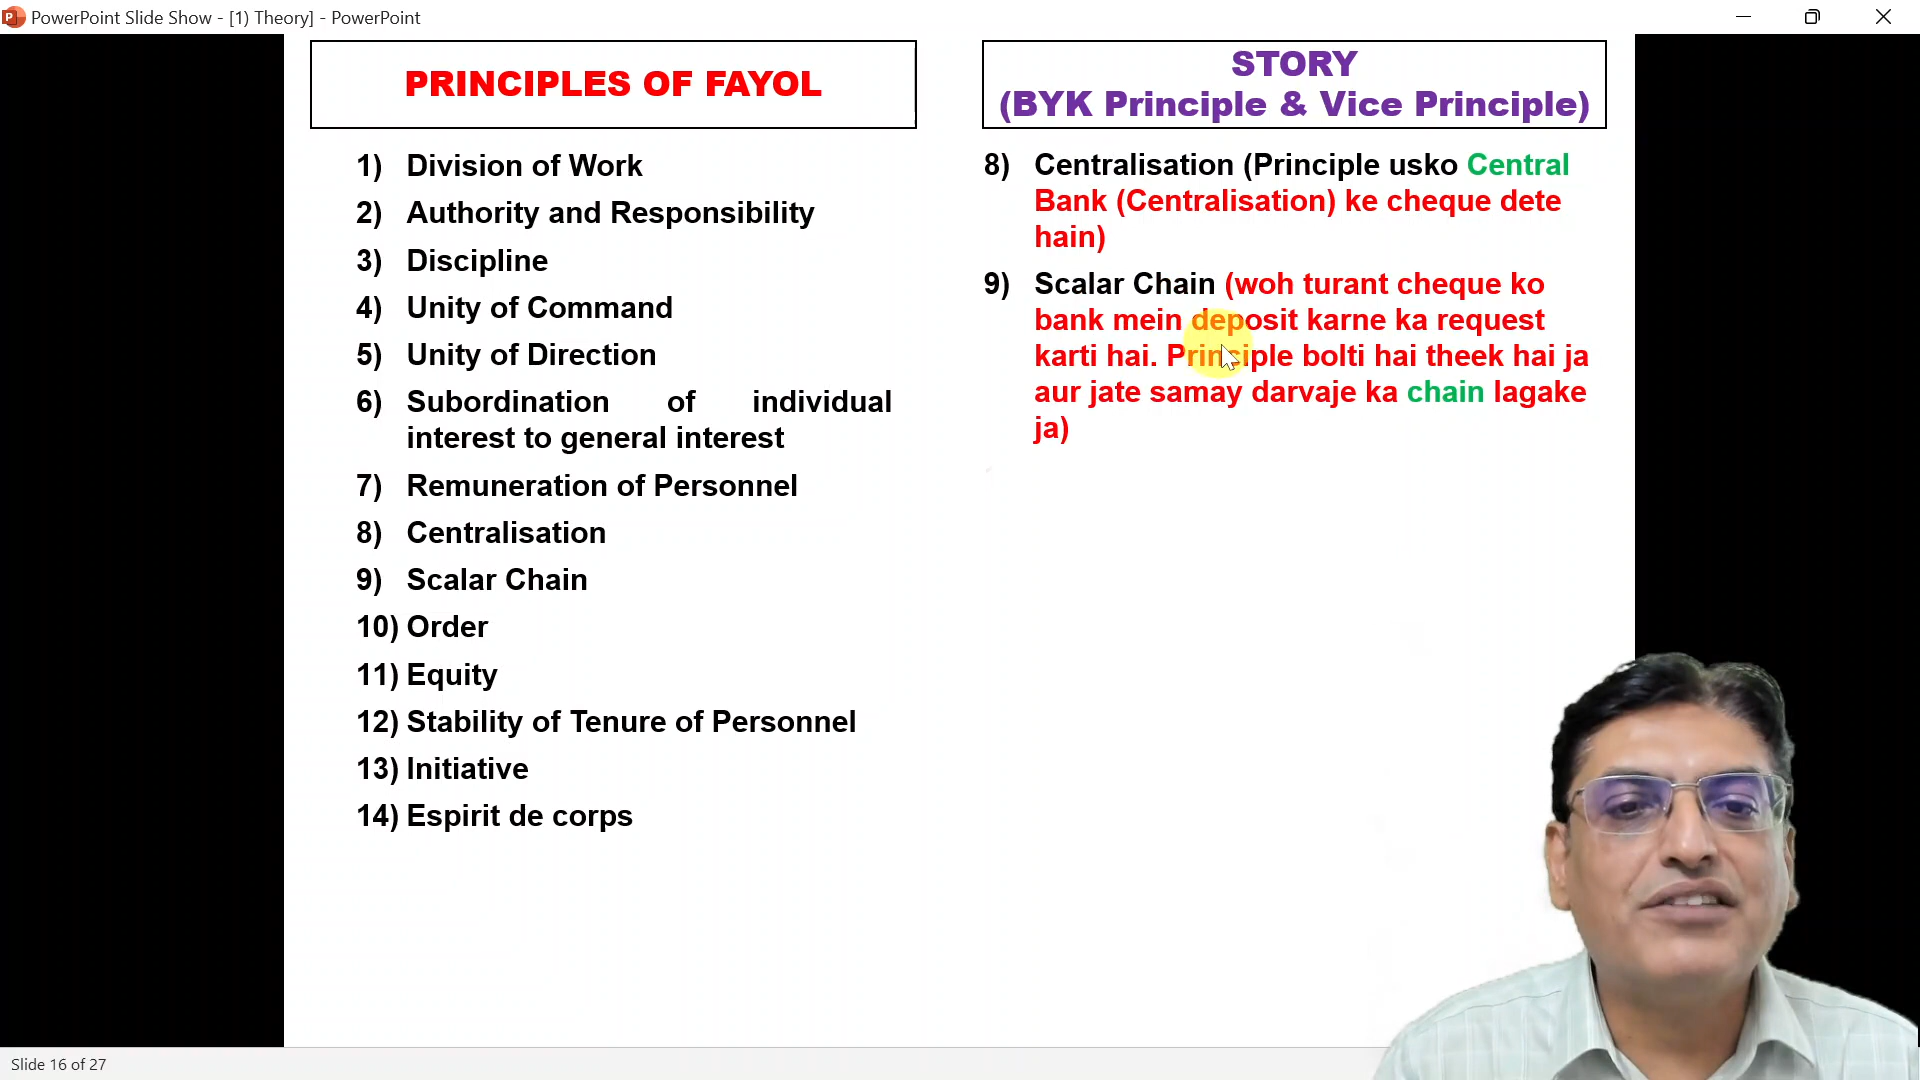 PowerPoint Slide Show - [1) Theory] - PowerPoint
PRINCIPLES OF FAYOL
1) Division of Work
2) Authority and Responsibility
3) Discipline
4) Unity of Command
5) Unity of Direction
6) Subordination of individual
interest to general interest
7) Remuneration of Personnel
8) Centralisation
9) Scalar Chain
10) Order
11) Equity
12) Stability of Tenure of Personnel
13) Initiative
14) Espirit de corps
STORY
(BYK Principle & Vice Principle)
8) Centralisation (Principle usko Central
Bank (Centralisation) ke cheque dete
hain)
9) Scalar Chain (woh turant cheque ko
bank mein deposit karne ka request
karti hai. Principle bolti hai theek hai ja
aur jate samay darvaje ka chain lagake
ja)
Slide 16 of 27